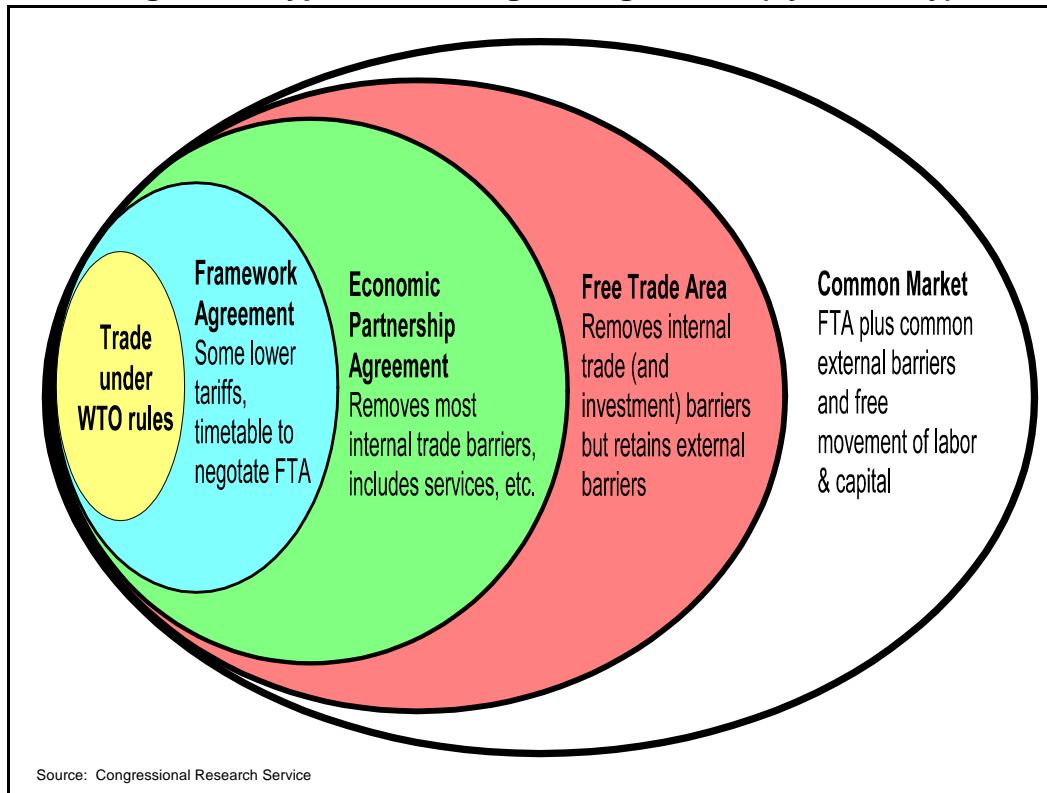 Trade
under
WTO rules
Framework
Agreement
Some lower
tariffs,
timetable to
negotate FTA
Economic
Partnership
Agreement
Removes most
internal trade barriers,
includes services, etc.
Free Trade Area
Removes internal
trade (and
investment) barriers
but retains external
barriers
Common Market
FTA plus common
external barriers
and free
movement of labor
& capital
Source: Congressional Research Service